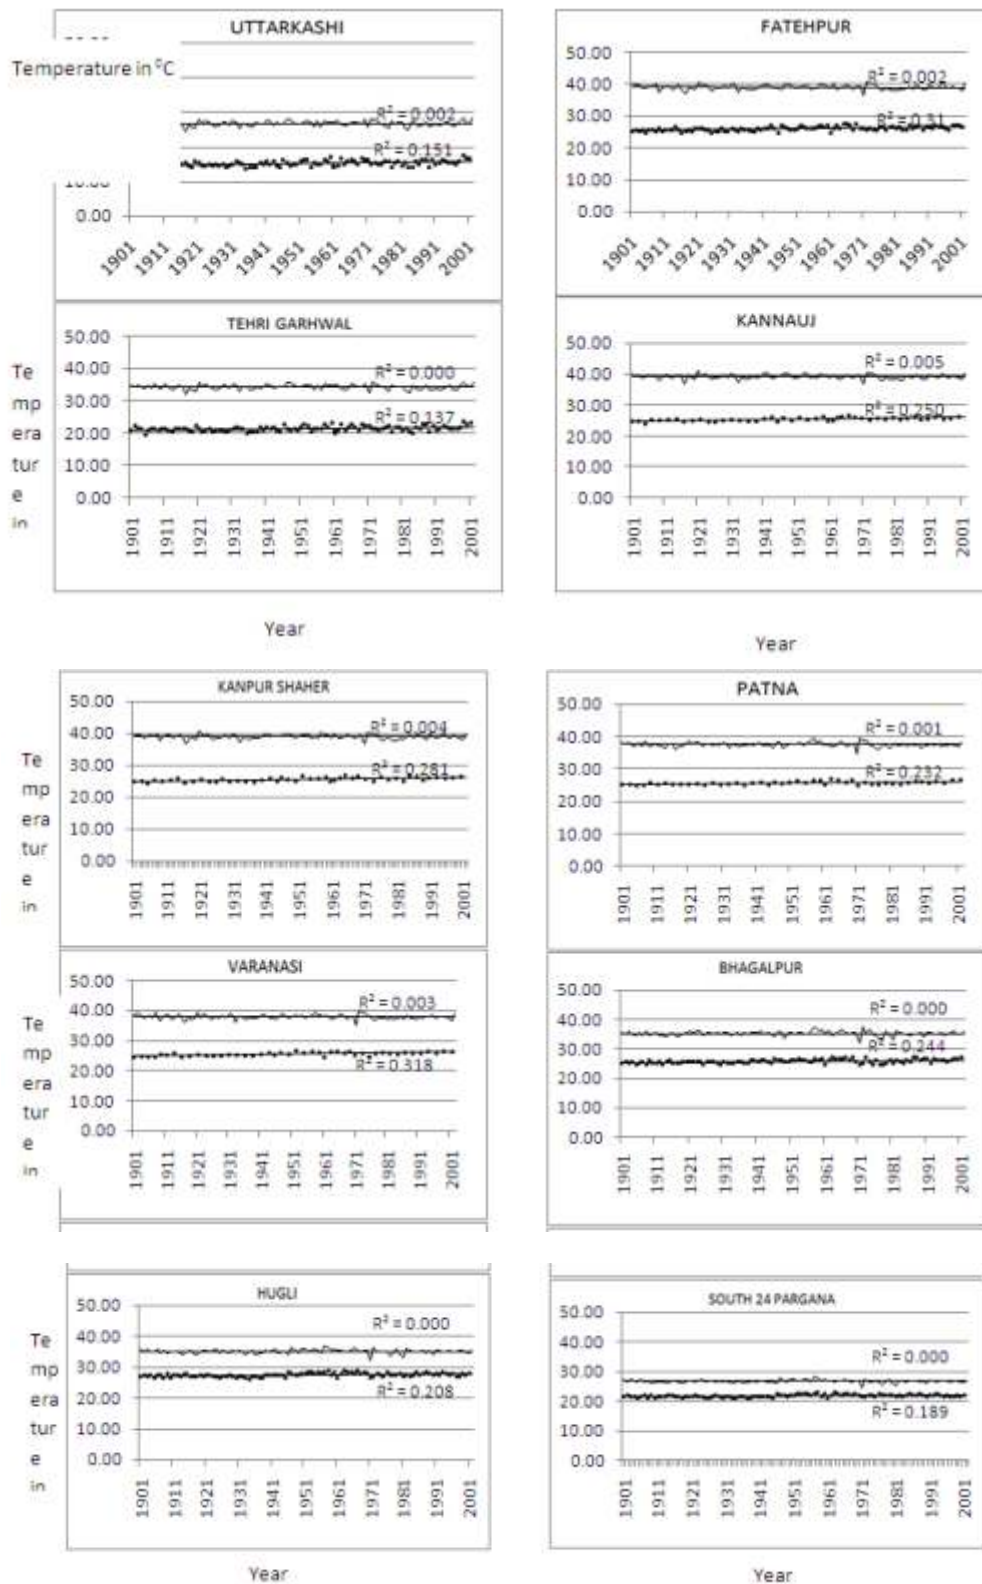 UTTARKASHI
Temperature in ⁰C
R² = 0.002
R² = 0.151
0.00
1901 1911 1921 1931 1941 1951 1961 1971 1981 1991 2001
FATEHPUR
50.00
40.00
R² = 0.002
30.00
R² = 0.31
20.00
10.00
0.00
1901 1911 1921 1931 1941 1951 1961 1971 1981 1991 2001
TEHRI GARHWAL
50.00
40.00
R² = 0.000
30.00
R² = 0.137
20.00
10.00
0.00
1901 1911 1921 1931 1941 1951 1961 1971 1981 1991 2001
Te
mp
era
tur
e
in
Year
KANNAUJ
50.00
R² = 0.005
40.00
30.00
R² = 0.250
20.00
10.00
0.00
1901 1911 1921 1931 1941 1951 1961 1971 1981 1991 2001
Year
KANPUR SHAHER
50.00
R² = 0.004
40.00
30.00
R² = 0.281
20.00
10.00
0.00
1901 1911 1921 1931 1941 1951 1961 1971 1981 1991 2001
Te
mp
era
tur
e
in
PATNA
50.00
R² = 0.001
40.00
30.00
R² = 0.232
20.00
10.00
0.00
1901 1911 1921 1931 1941 1951 1961 1971 1981 1991 2001
VARANASI
50.00
R² = 0.003
40.00
30.00
R² = 0.318
20.00
10.00
0.00
1901 1911 1921 1931 1941 1951 1961 1971 1981 1991 2001
Te
mp
era
tur
e
in
BHAGALPUR
50.00
R² = 0.000
40.00
R² = 0.244
30.00
20.00
10.00
0.00
1901 1911 1921 1931 1941 1951 1961 1971 1981 1991 2001
HUGLI
50.00
R² = 0.000
40.00
30.00
R² = 0.208
20.00
10.00
0.00
1901 1911 1921 1931 1941 1951 1961 1971 1981 1991 2001
Te
mp
era
tur
e
in
Year
SOUTH 24 PARGANA
50.00
40.00
R² = 0.000
30.00
20.00
R² = 0.189
10.00
0.00
1901 1911 1921 1931 1941 1951 1961 1971 1981 1991 2001
Year